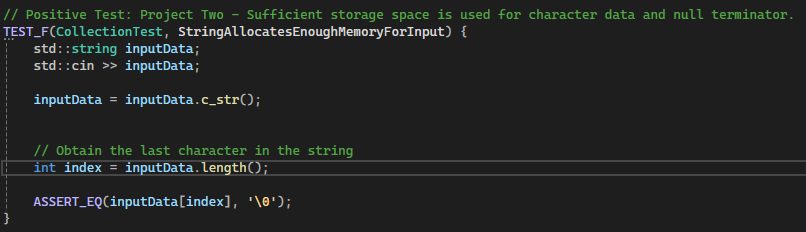 // Positive Test: Project Two - Sufficient storage space is used for character data and null terminator.
TEST_F(CollectionTest, StringAllocatesEnoughMemoryForInput) {
    std::string inputData;
    std::cin >> inputData;
    inputData = inputData.c_str();
    // Obtain the last character in the string
    int index = inputData.length();
    ASSERT_EQ(inputData[index], '\0');
}